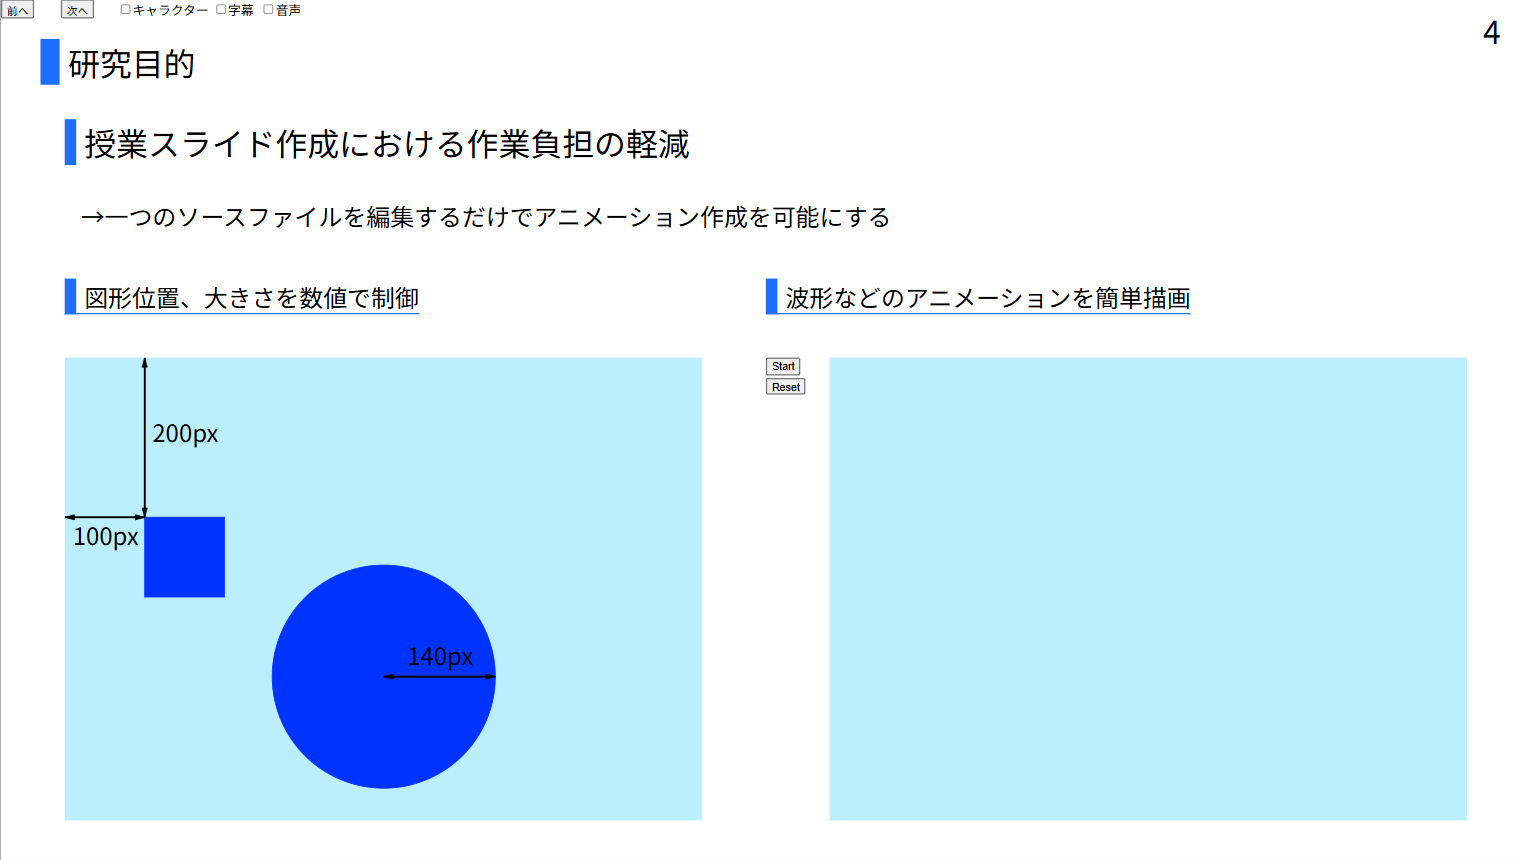 前へ 次へ キャラクター 字幕 音声
4
研究目的
授業スライド作成における作業負担の軽減
→一つのソースファイルを編集するだけでアニメーション作成を可能にする
図形位置、大きさを数値で制御
200px
100px
140px
波形などのアニメーションを簡単描画
Start
Reset